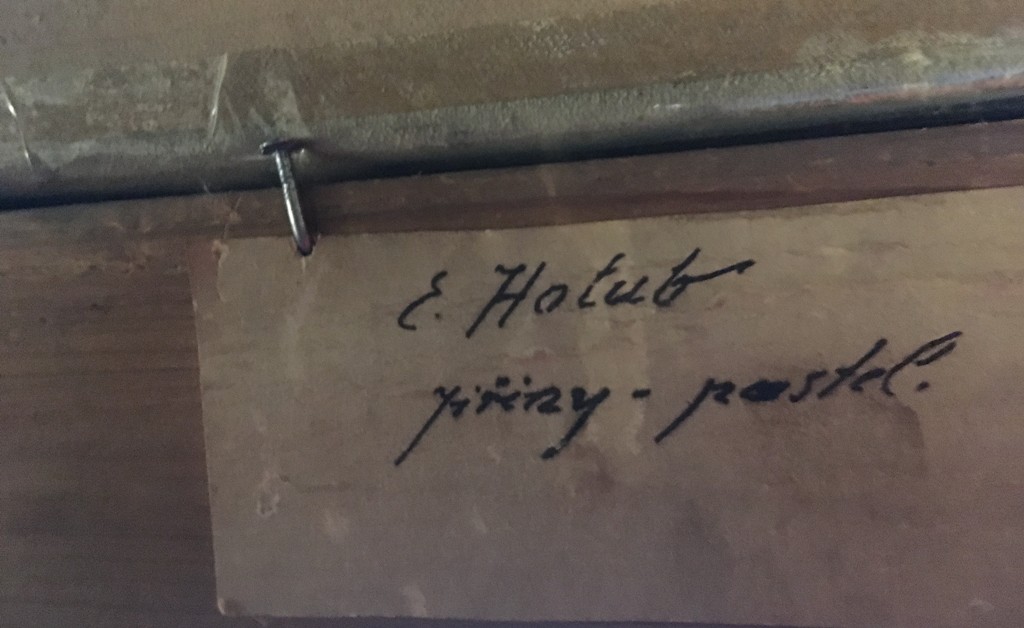 E. Holub
jiřiny - pastel.